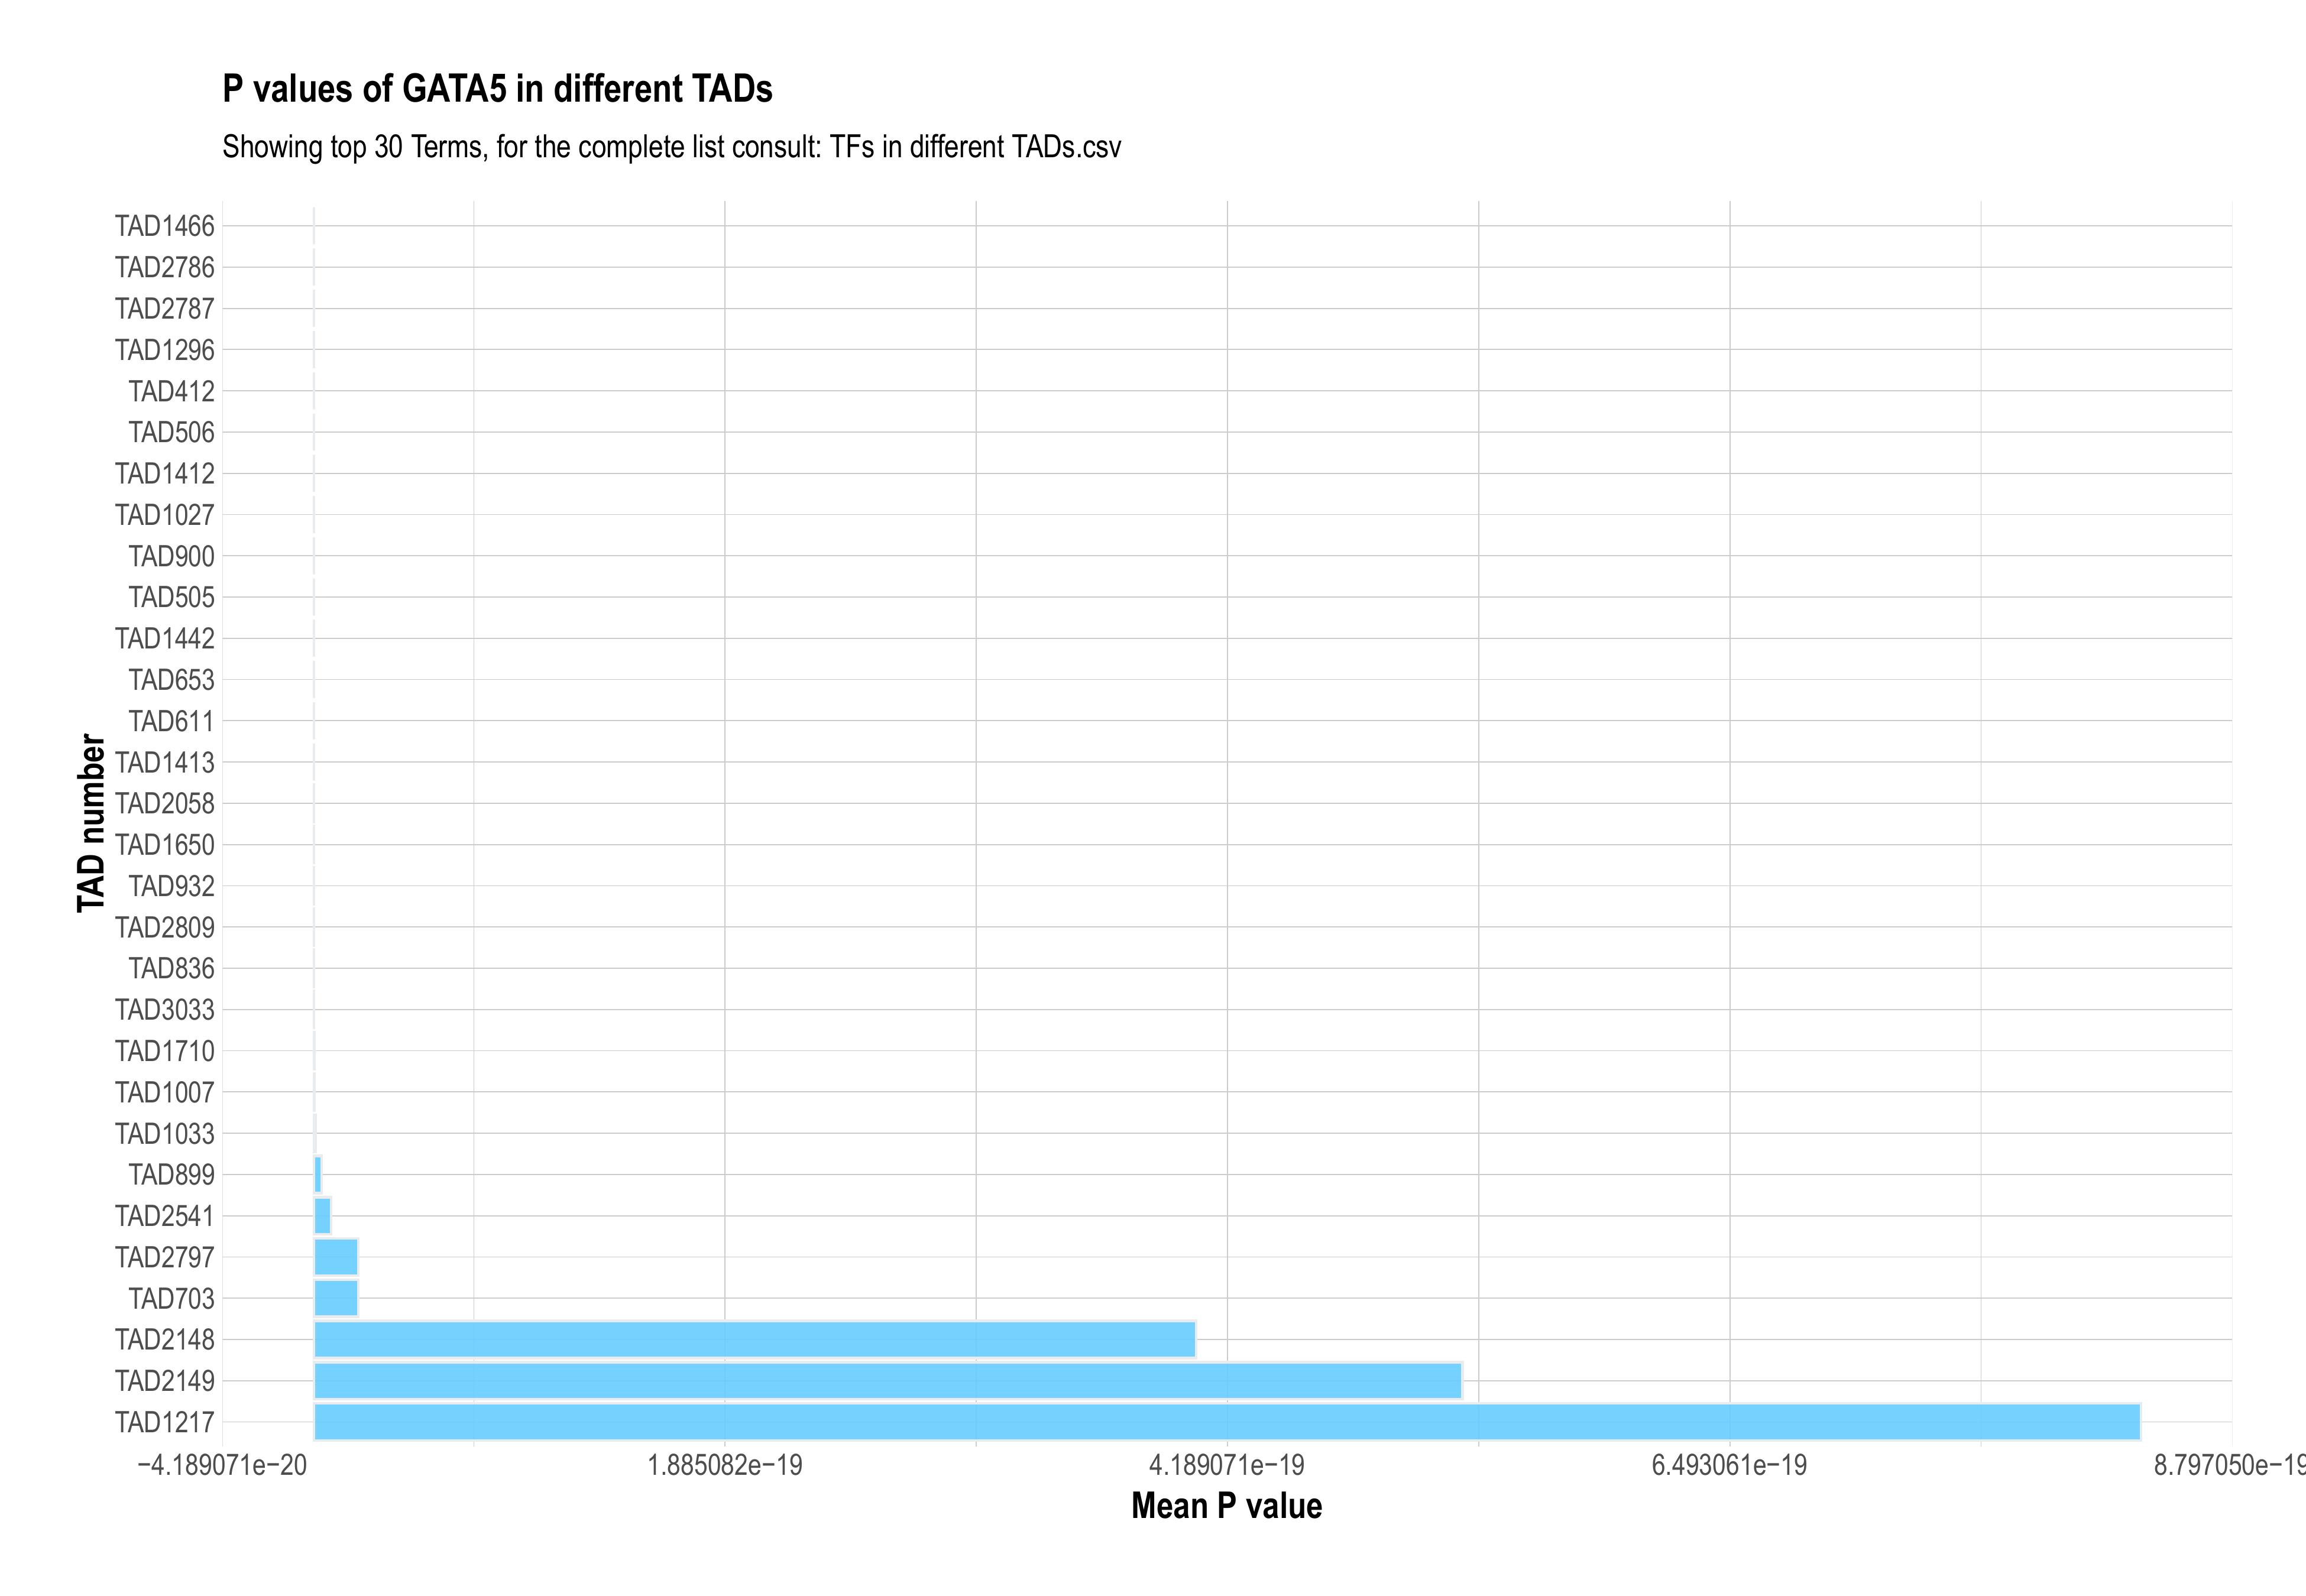 P values of GATA5 in different TADs
Showing top 30 Terms, for the complete list consult: TFs in different TADs.csv
TAD1466
TAD2786
TAD2787
TAD1296
TAD412
TAD506
TAD1412
TAD1027
TAD900
TAD505
TAD1442
TAD653
TAD611
TAD1413
TAD2058
TAD1650
TAD932
TAD2809
TAD836
TAD3033
TAD1710
TAD1007
TAD1033
TAD899
TAD2541
TAD2797
TAD703
TAD2148
TAD2149
TAD1217
TAD number
−4.189071e−20 1.885082e−19 4.189071e−19 6.493061e−19 8.797050e−19
Mean P value